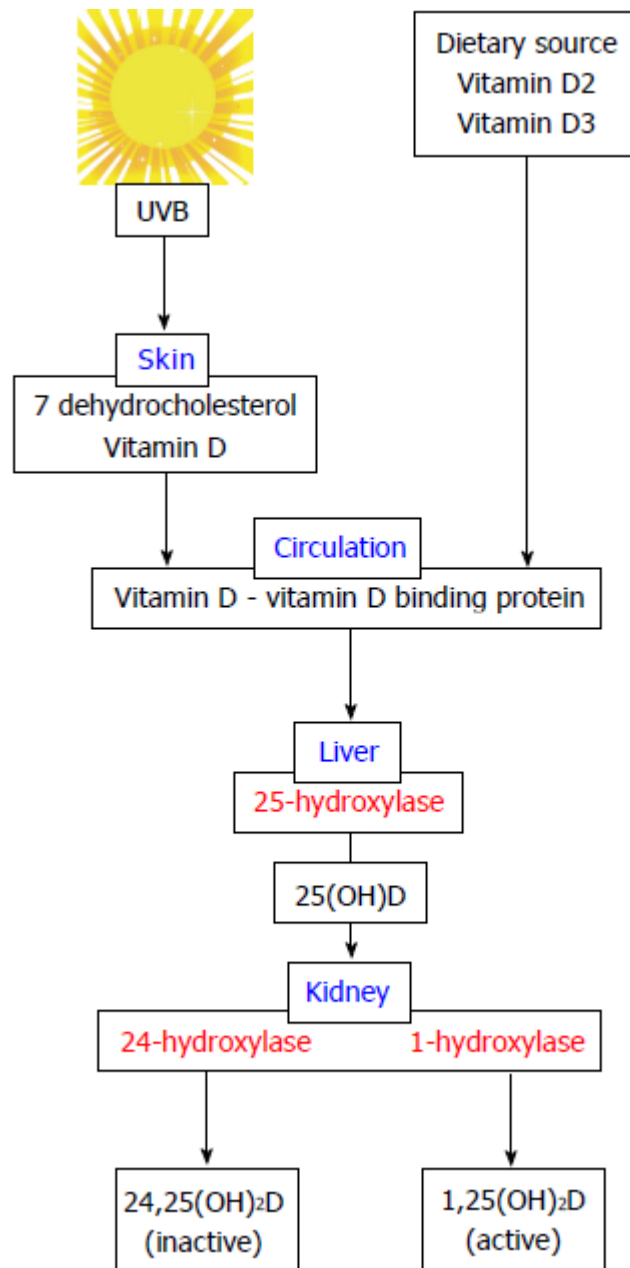 Dietary source
Vitamin D2
Vitamin D3
UVB
Skin
7 dehydrocholesterol
Vitamin D
Circulation
Vitamin D - vitamin D binding protein
Liver
25-hydroxylase
25(OH)D
Kidney
24-hydroxylase 1-hydroxylase
24,25(OH)₂D
(inactive)
1,25(OH)₂D
(active)